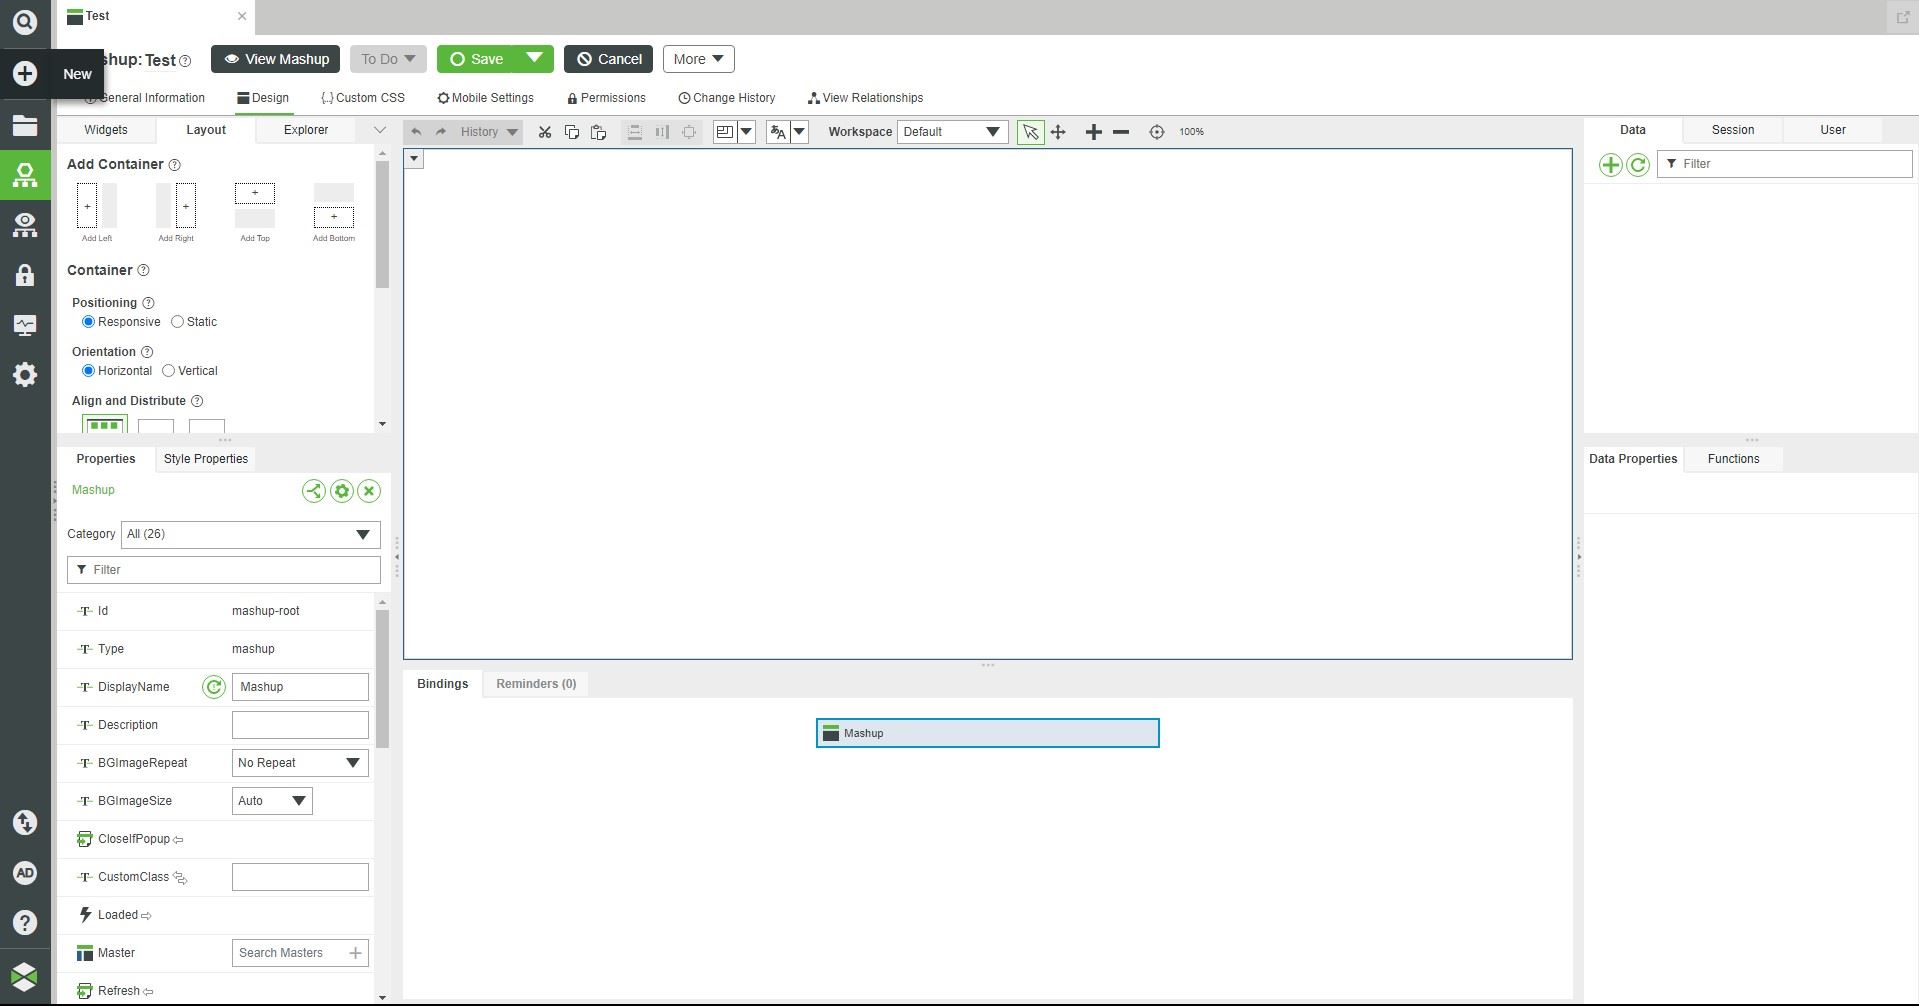 Test
New
shup: Test
View Mashup
To Do
Save
Cancel
More
General Information
Design
{..} Custom CSS
Mobile Settings
Permissions
Change History
View Relationships
Widgets
Layout
Explorer
History
Workspace
Default
100%
Data
Session
User
Filter
Add Container
Add Left
Add Right
Add Top
Add Bottom
Container
Positioning
Responsive
Static
Orientation
Horizontal
Vertical
Align and Distribute
Properties
Style Properties
Mashup
Category
All (26)
Filter
Id
mashup-root
Type
mashup
DisplayName
Mashup
Description
BGImageRepeat
No Repeat
BGImageSize
Auto
CloseIfPopup
CustomClass
Loaded
Master
Search Masters
Refresh
Bindings
Reminders (0)
Mashup
Data Properties
Functions
AD